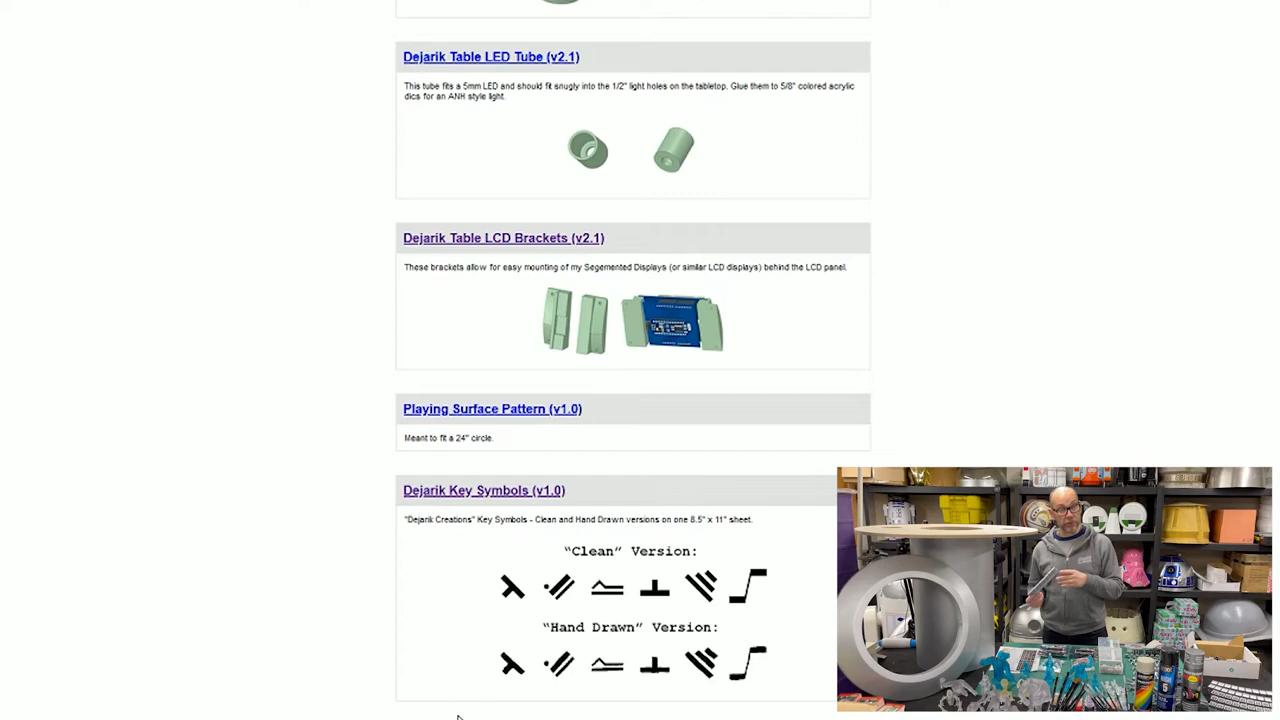 Dejarik Table LED Tube (v2.1)
This tube fits a 5mm LED and should fit snugly into the 1/2" light holes on the tabletop. Glue them to 5/8" colored acrylic
dics for an ANH style light.
Dejarik Table LCD Brackets (v2.1)
These brackets allow for easy mounting of my Segemented Displays (or similar LCD displays) behind the LCD panel.
Playing Surface Pattern (v1.0)
Meant to fit a 24" circle.
Dejarik Key Symbols (v1.0)
"Dejarik Creations" Key Symbols - Clean and Hand Drawn versions on one 8.5" x 11" sheet.
“Clean” Version:
“Hand Drawn” Version: